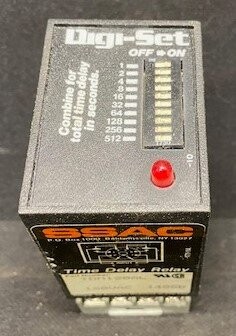 Digi-Set
OFF ⇨ ON
Combine for
total time delay
in seconds.
1
2
4
8
16
32
64
128
256
512
SSAC
P.O. Box 1000, Baldwinsville, NY 13027
Time Delay Relay